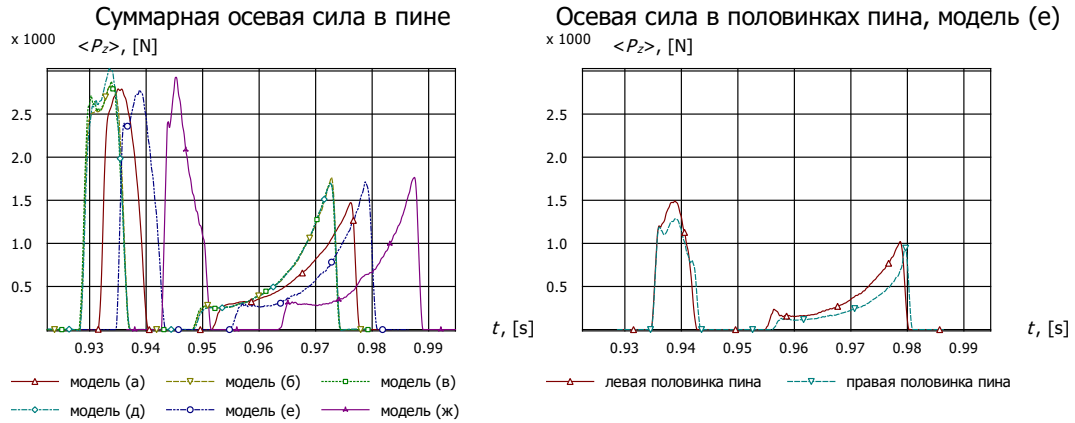 Суммарная осевая сила в пине
x 1000
<Pz>, [N]
2.5
2.0
1.5
1.0
0.5
0.93 0.94 0.95 0.96 0.97 0.98 0.99
t, [s]
модель (а) модель (б) модель (в)
модель (д) модель (е) модель (ж)
Осевая сила в половинках пина, модель (е)
x 1000
<Pz>, [N]
2.5
2.0
1.5
1.0
0.5
0.93 0.94 0.95 0.96 0.97 0.98 0.99
t, [s]
левая половинка пина правая половинка пина